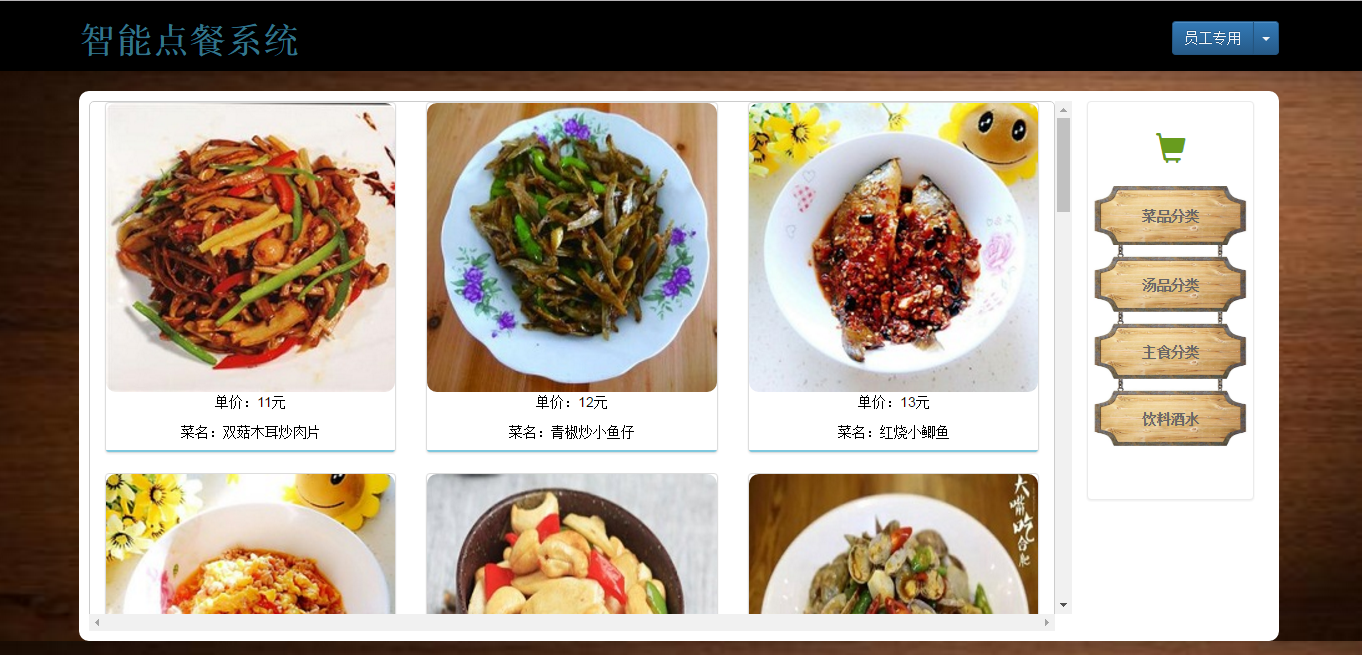 智能点餐系统
员工专用
单价：11元
菜名：双菇木耳炒肉片
单价：12元
菜名：青椒炒小鱼仔
单价：13元
菜名：红烧小鲫鱼
大嘴吃合肥
菜品分类
汤品分类
主食分类
饮料酒水